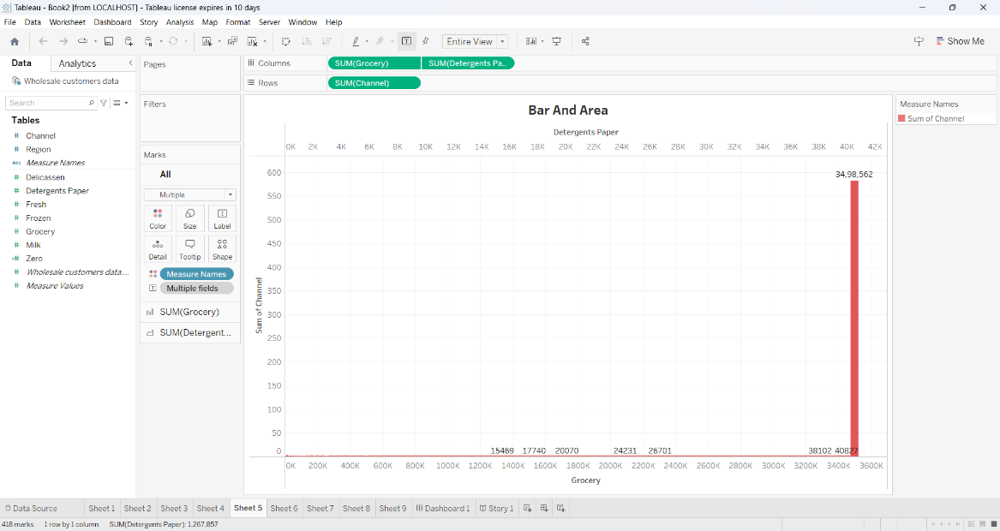 Tableau - Book2 [from LOCALHOST] - Tableau license expires in 10 days
File Data Worksheet Dashboard Story Analysis Map Format Server Window Help
Entire View
Show Me
Data Analytics
Wholesale customers data
Search
Tables
Channel
Region
Abc Measure Names
Delicassen
Detergents Paper
Fresh
Frozen
Grocery
Milk
Zero
Wholesale customers data....
Measure Values
Pages
Filters
Marks
All
Multiple
Color Size Label
Detail Tooltip Shape
Measure Names
Multiple fields
SUM(Grocery)
SUM(Detergent...
Columns SUM(Grocery) SUM(Detergents Pa..
Rows SUM(Channel)
Bar And Area
Detergents Paper
0K 2K 4K 6K 8K 10K 12K 14K 16K 18K 20K 22K 24K 26K 28K 30K 32K 34K 36K 38K 40K 42K
Sum of Channel
600
550
500
450
400
350
300
250
200
150
100
50
0
34,98,562
15469 17740 20070 24231 26701 38102 40827
0K 200K 400K 600K 800K 1000K 1200K 1400K 1600K 1800K 2000K 2200K 2400K 2600K 2800K 3000K 3200K 3400K 3600K
Grocery
Measure Names
Sum of Channel
Data Source Sheet 1 Sheet 2 Sheet 3 Sheet 4 Sheet 5 Sheet 6 Sheet 7 Sheet 8 Sheet 9 Dashboard 1 Story 1
418 marks 1 row by 1 column SUM(Detergents Paper): 1,267,857